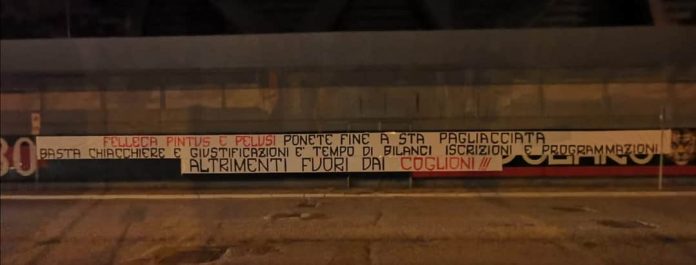 FELLECA PINTUS E PELUSI PONETE FINE A STA PAGLIACCIATA
BASTA CHIACCHIERE E GIUSTIFICAZIONI E' TEMPO DI BILANCI ISCRIZIONI E PROGRAMMAZIONI
ALTRIMENTI FUORI DAI COGLIONI!!!